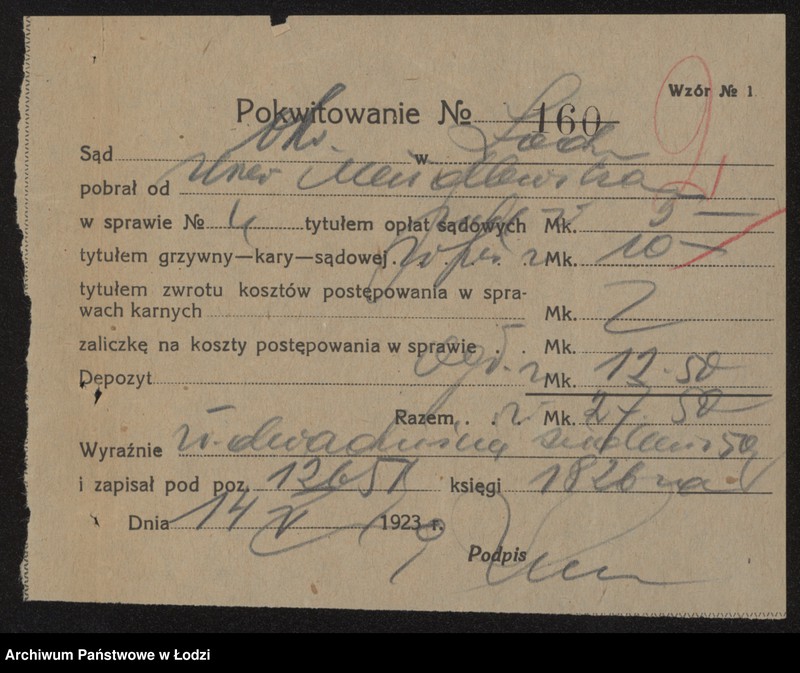 Wzór № 1
Pokwitowanie № 160
Sąd okr. w Łodzi
pobrał od
w sprawie № tytułem opłat sądowych Mk. 5 —
tytułem grzywny—kary—sądowej . . . . Mk. 10 —
tytułem zwrotu kosztów postępowania w spra-
wach karnych Mk.
zaliczkę na koszty postępowania w sprawie . . Mk.
Depozyt Mk. 12.50
Razem . . . Mk. 27.50
Wyraźnie zł. dwadzieścia siedem 50
i zapisał pod poz. 12651 księgi 1826
Dnia 14 V 1923 r.
Podpis
Archiwum Państwowe w Łodzi